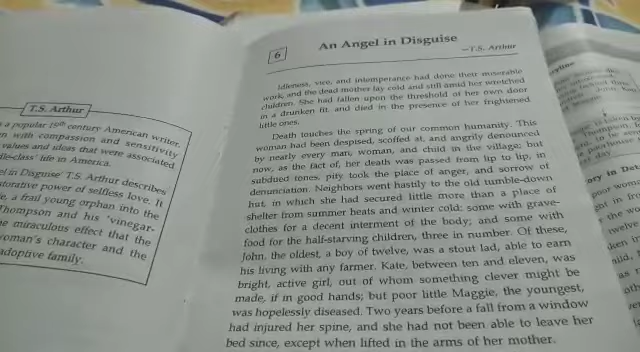 T.S. Arthur
a popular 19th century American writer.
with compassion and sensitivity
values and ideas that were associated
life in America.
in Disguise' T.S. Arthur describes
power of selfless love. It
a frail young orphan into the
Thompson and his 'vinegar-
miraculous effect that the
woman's character and the
adoptive family.
6
An Angel in Disguise
—T.S. Arthur
Idleness, vice, and intemperance had done their miserable
work, and the dead mother lay cold and still amid her wretched
children. She had fallen upon the threshold of her own door
in a drunken fit, and died in the presence of her frightened
little ones.
Death touches the spring of our common humanity. This
woman had been despised, scoffed at, and angrily denounced
by nearly every man, woman, and child in the village; but
now, as the fact of, her death was passed from lip to lip, in
subdued tones, pity took the place of anger, and sorrow of
denunciation. Neighbors went hastily to the old tumble-down
hut, in which she had secured little more than a place of
shelter from summer heats and winter cold: some with grave-
clothes for a decent interment of the body; and some with
food for the half-starving children, three in number. Of these,
John, the oldest, a boy of twelve, was a stout lad, able to earn
his living with any farmer. Kate, between ten and eleven, was
bright, active girl, out of whom something clever might be
made, if in good hands; but poor little Maggie, the youngest,
was hopelessly diseased. Two years before a fall from a window
had injured her spine, and she had not been able to leave her
bed since, except when lifted in the arms of her mother.